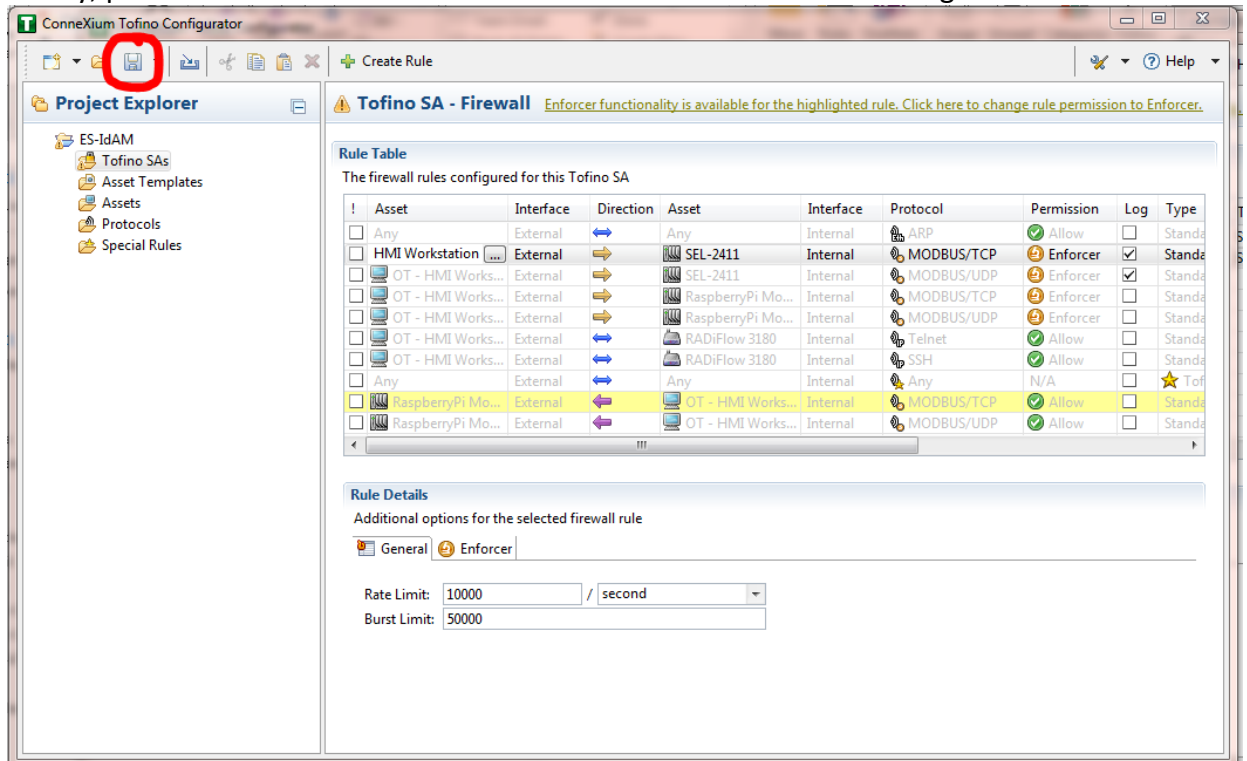 ConneXium Tofino Configurator
Create Rule
Help
Project Explorer
Tofino SA - Firewall Enforcer functionality is available for the highlighted rule. Click here to change rule permission to Enforcer.
ES-IdAM
Tofino SAs
Asset Templates
Assets
Protocols
Special Rules
Rule Table
The firewall rules configured for this Tofino SA
! Asset Interface Direction Asset Interface Protocol Permission Log Type
Any External Any Internal ARP Allow Standa
HMI Workstation ... External SEL-2411 Internal MODBUS/TCP Enforcer Standa
OT - HMI Works... External SEL-2411 Internal MODBUS/UDP Enforcer Standa
OT - HMI Works... External RaspberryPi Mo... Internal MODBUS/TCP Enforcer Standa
OT - HMI Works... External RaspberryPi Mo... Internal MODBUS/UDP Enforcer Standa
OT - HMI Works... External RADiFlow 3180 Internal Telnet Allow Standa
OT - HMI Works... External RADiFlow 3180 Internal SSH Allow Standa
Any External Any Internal Any N/A Tof
RaspberryPi Mo... External OT - HMI Works... Internal MODBUS/TCP Allow Standa
RaspberryPi Mo... External OT - HMI Works... Internal MODBUS/UDP Allow Standa
Rule Details
Additional options for the selected firewall rule
General Enforcer
Rate Limit: 10000 / second
Burst Limit: 50000